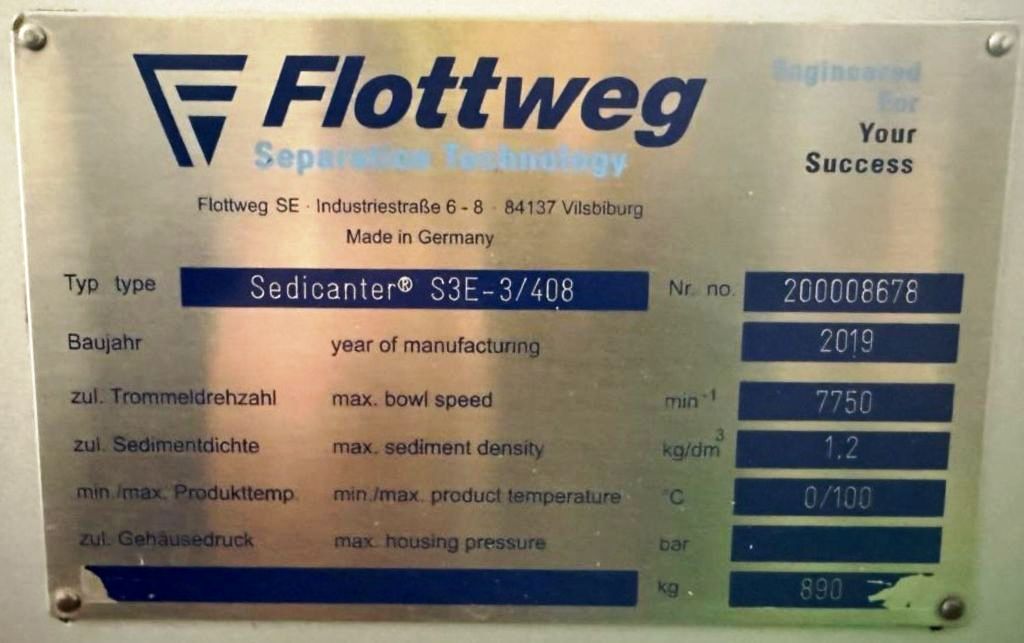 Flottweg
Separation Technology
Engineered
For
Your
Success
Flottweg SE · Industriestraße 6 - 8 · 84137 Vilsbiburg
Made in Germany
Typ type Sedicanter® S3E-3/408 Nr. no. 200008678
Baujahr year of manufacturing 2019
zul. Trommeldrehzahl max. bowl speed min⁻¹ 7750
zul. Sedimentdichte max. sediment density kg/dm³ 1,2
min./max. Produkttemp. min./max. product temperature °C 0/100
zul. Gehäusedruck max. housing pressure bar
kg 890